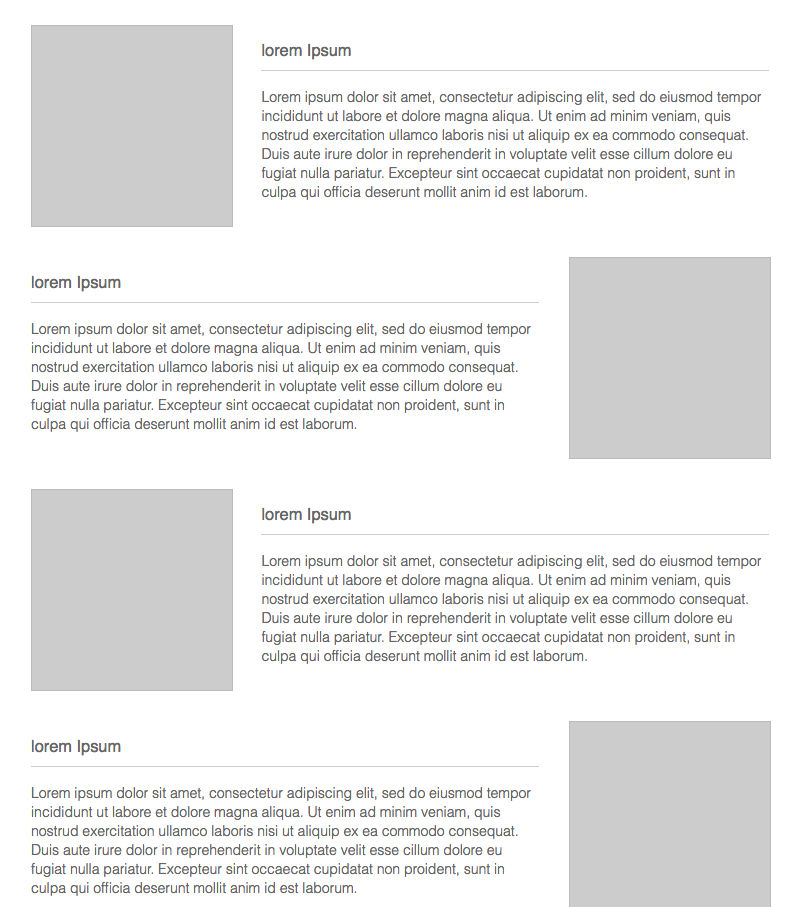 lorem Ipsum
Lorem ipsum dolor sit amet, consectetur adipiscing elit, sed do eiusmod tempor
incididunt ut labore et dolore magna aliqua. Ut enim ad minim veniam, quis
nostrud exercitation ullamco laboris nisi ut aliquip ex ea commodo consequat.
Duis aute irure dolor in reprehenderit in voluptate velit esse cillum dolore eu
fugiat nulla pariatur. Excepteur sint occaecat cupidatat non proident, sunt in
culpa qui officia deserunt mollit anim id est laborum.
lorem Ipsum
Lorem ipsum dolor sit amet, consectetur adipiscing elit, sed do eiusmod tempor
incididunt ut labore et dolore magna aliqua. Ut enim ad minim veniam, quis
nostrud exercitation ullamco laboris nisi ut aliquip ex ea commodo consequat.
Duis aute irure dolor in reprehenderit in voluptate velit esse cillum dolore eu
fugiat nulla pariatur. Excepteur sint occaecat cupidatat non proident, sunt in
culpa qui officia deserunt mollit anim id est laborum.
lorem Ipsum
Lorem ipsum dolor sit amet, consectetur adipiscing elit, sed do eiusmod tempor
incididunt ut labore et dolore magna aliqua. Ut enim ad minim veniam, quis
nostrud exercitation ullamco laboris nisi ut aliquip ex ea commodo consequat.
Duis aute irure dolor in reprehenderit in voluptate velit esse cillum dolore eu
fugiat nulla pariatur. Excepteur sint occaecat cupidatat non proident, sunt in
culpa qui officia deserunt mollit anim id est laborum.
lorem Ipsum
Lorem ipsum dolor sit amet, consectetur adipiscing elit, sed do eiusmod tempor
incididunt ut labore et dolore magna aliqua. Ut enim ad minim veniam, quis
nostrud exercitation ullamco laboris nisi ut aliquip ex ea commodo consequat.
Duis aute irure dolor in reprehenderit in voluptate velit esse cillum dolore eu
fugiat nulla pariatur. Excepteur sint occaecat cupidatat non proident, sunt in
culpa qui officia deserunt mollit anim id est laborum.